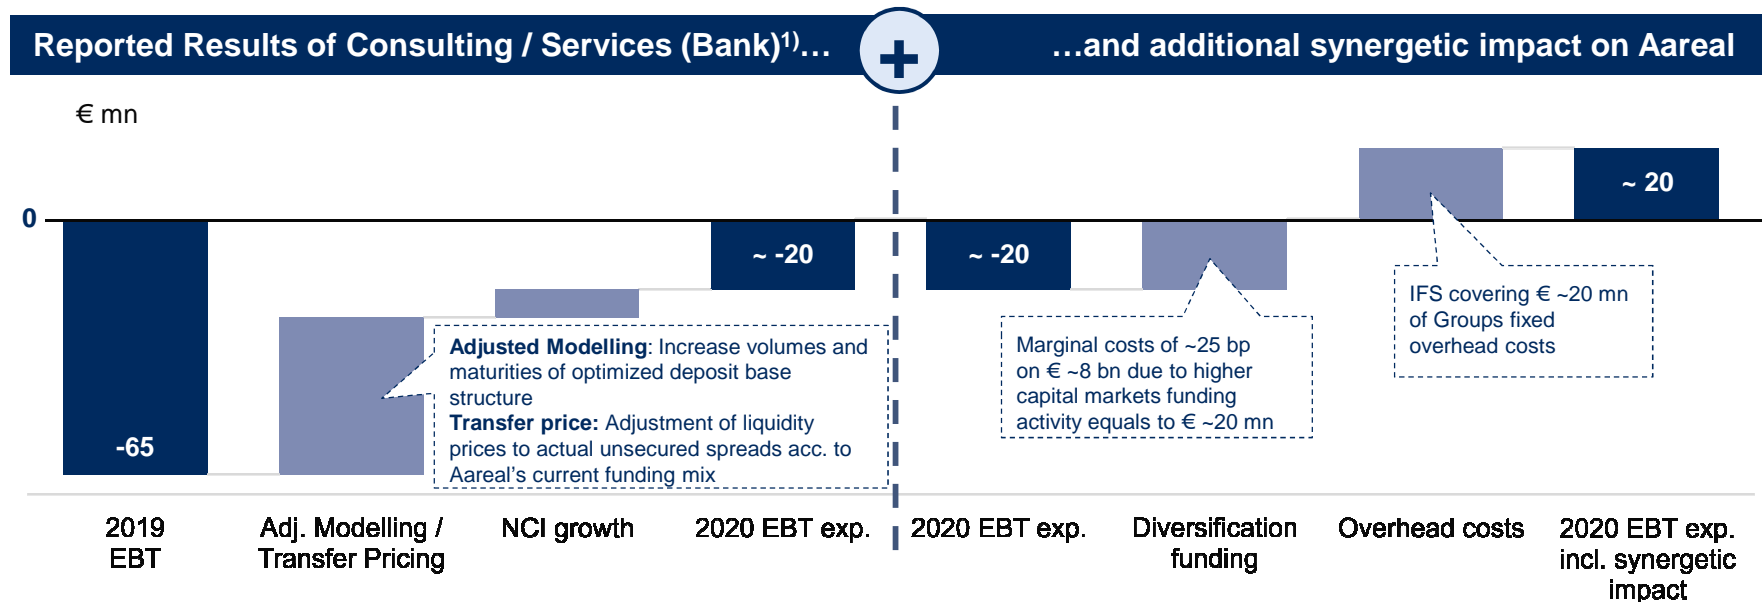 Reported Results of Consulting / Services (Bank)1)…
+
…and additional synergetic impact on Aareal
€ mn
0
-65
~ -20
~ -20
~ 20
Adjusted Modelling: Increase volumes and
maturities of optimized deposit base
structure
Transfer price: Adjustment of liquidity
prices to actual unsecured spreads acc. to
Aareal's current funding mix
Marginal costs of ~25 bp
on € ~8 bn due to higher
capital markets funding
activity equals to € ~20 mn
IFS covering € ~20 mn
of Groups fixed
overhead costs
2019
EBT
Adj. Modelling /
Transfer Pricing
NCI growth
2020 EBT exp.
2020 EBT exp.
Diversification
funding
Overhead costs
2020 EBT exp.
incl. synergetic
impact